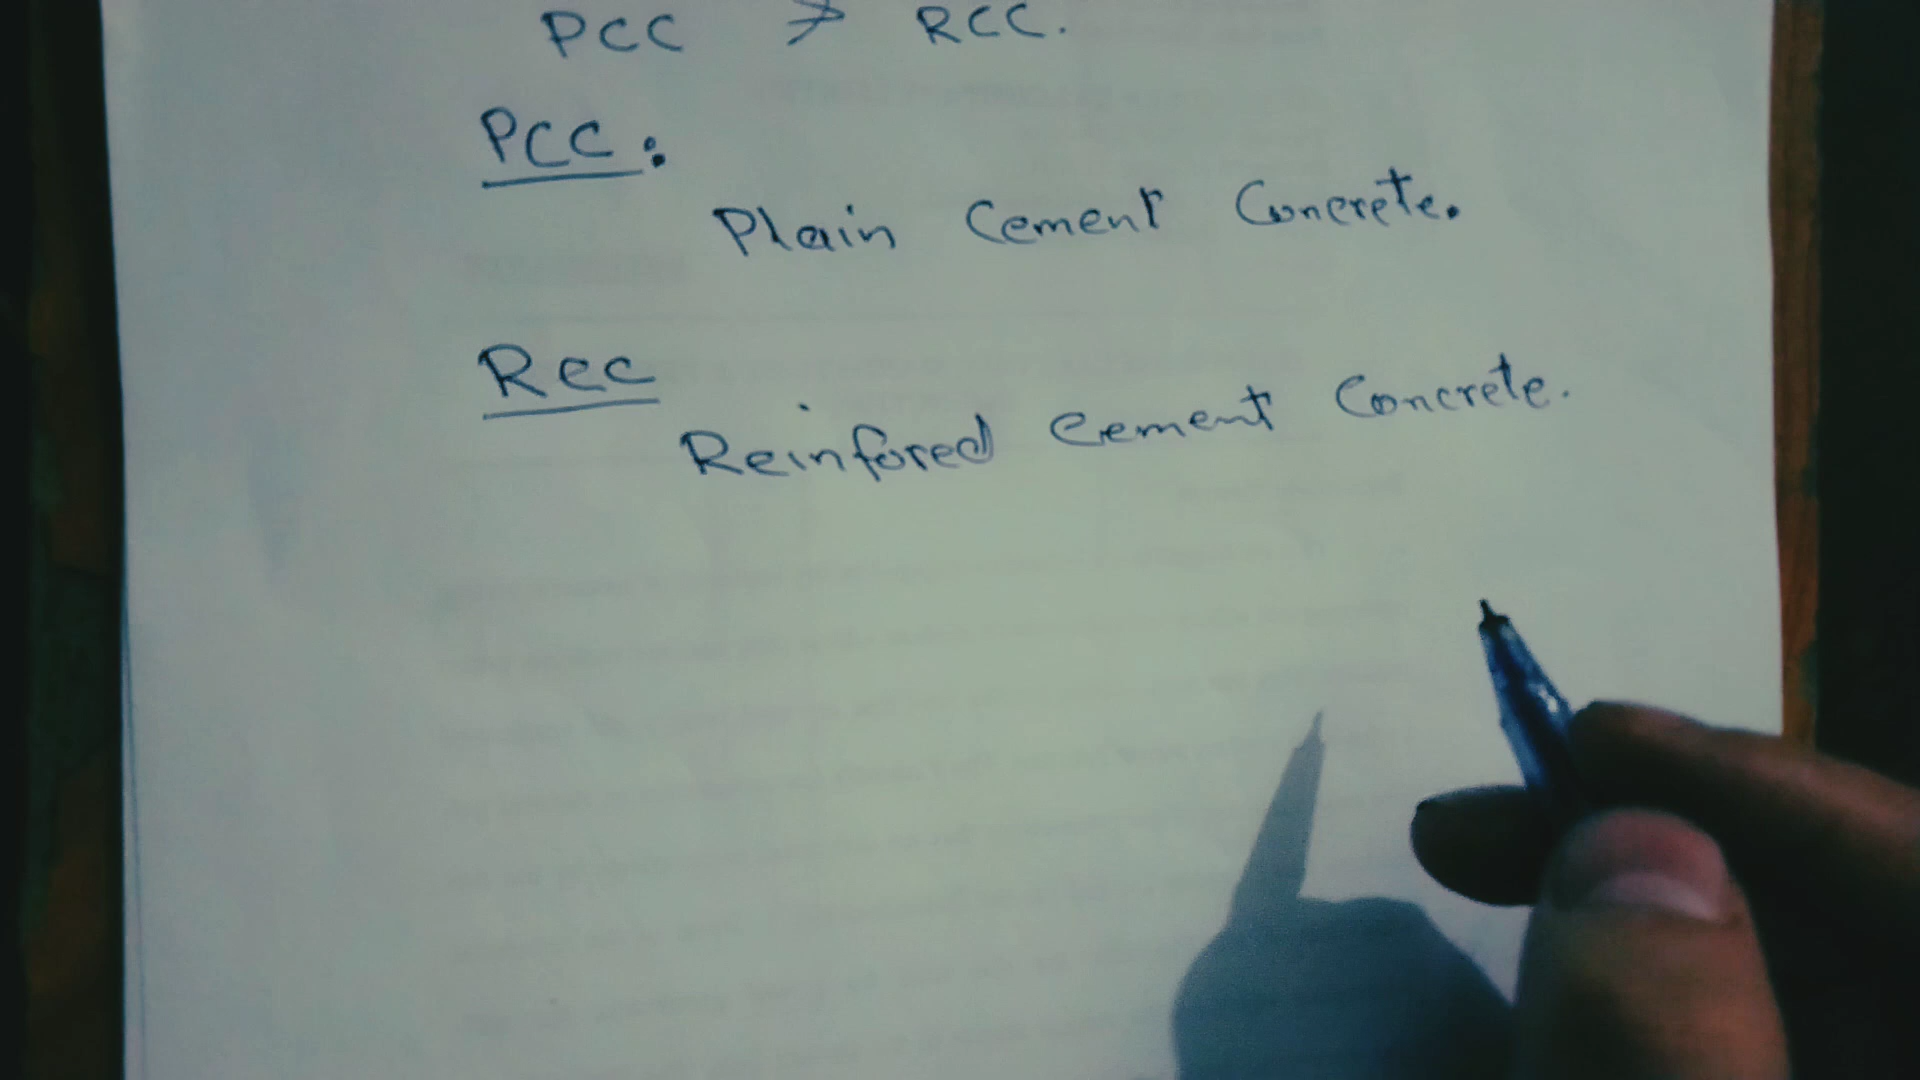 PCC > RCC.
PCC:
Plain Cement Concrete.
RCC
Reinfored Cement Concrete.